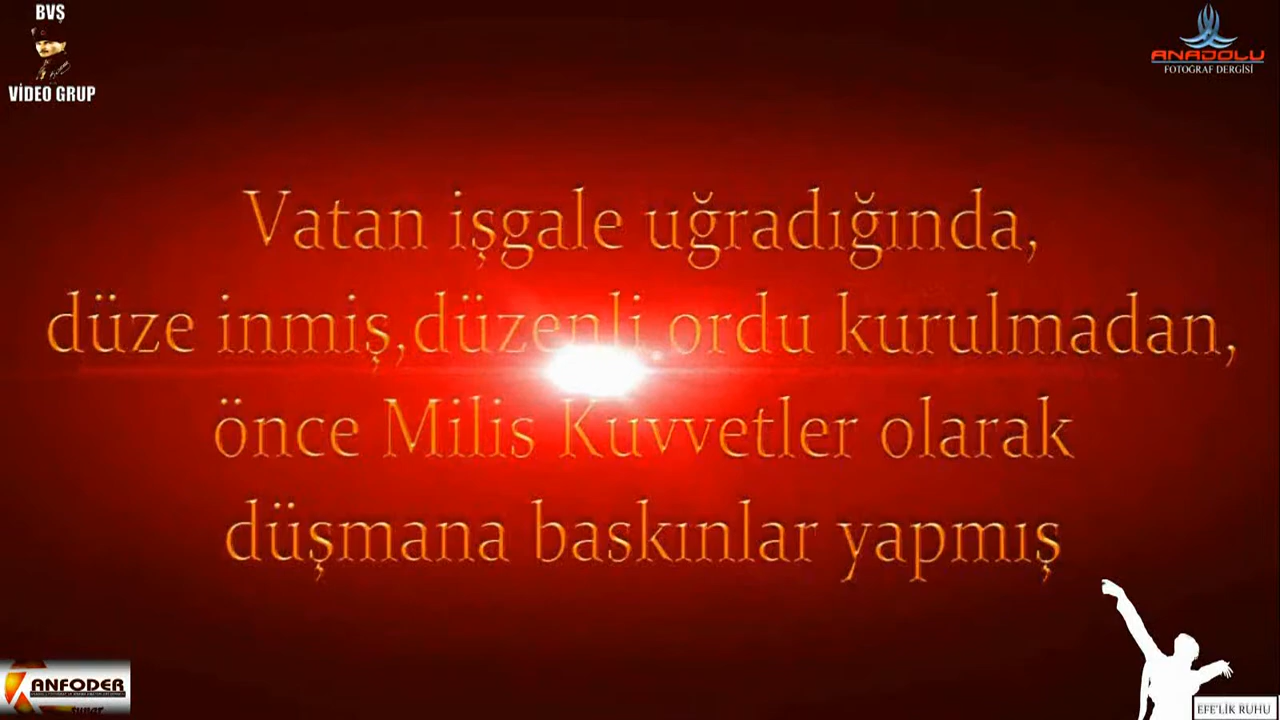 BVŞ
VİDEO GRUP
ANADOLU
FOTOĞRAF DERGİSİ
Vatan işgale uğradığında,
düze inmiş,düzenli ordu kurulmadan,
önce Milis Kuvvetler olarak
düşmana baskınlar yapmış
ANFODER
sunar
EFE'LİK RUHU